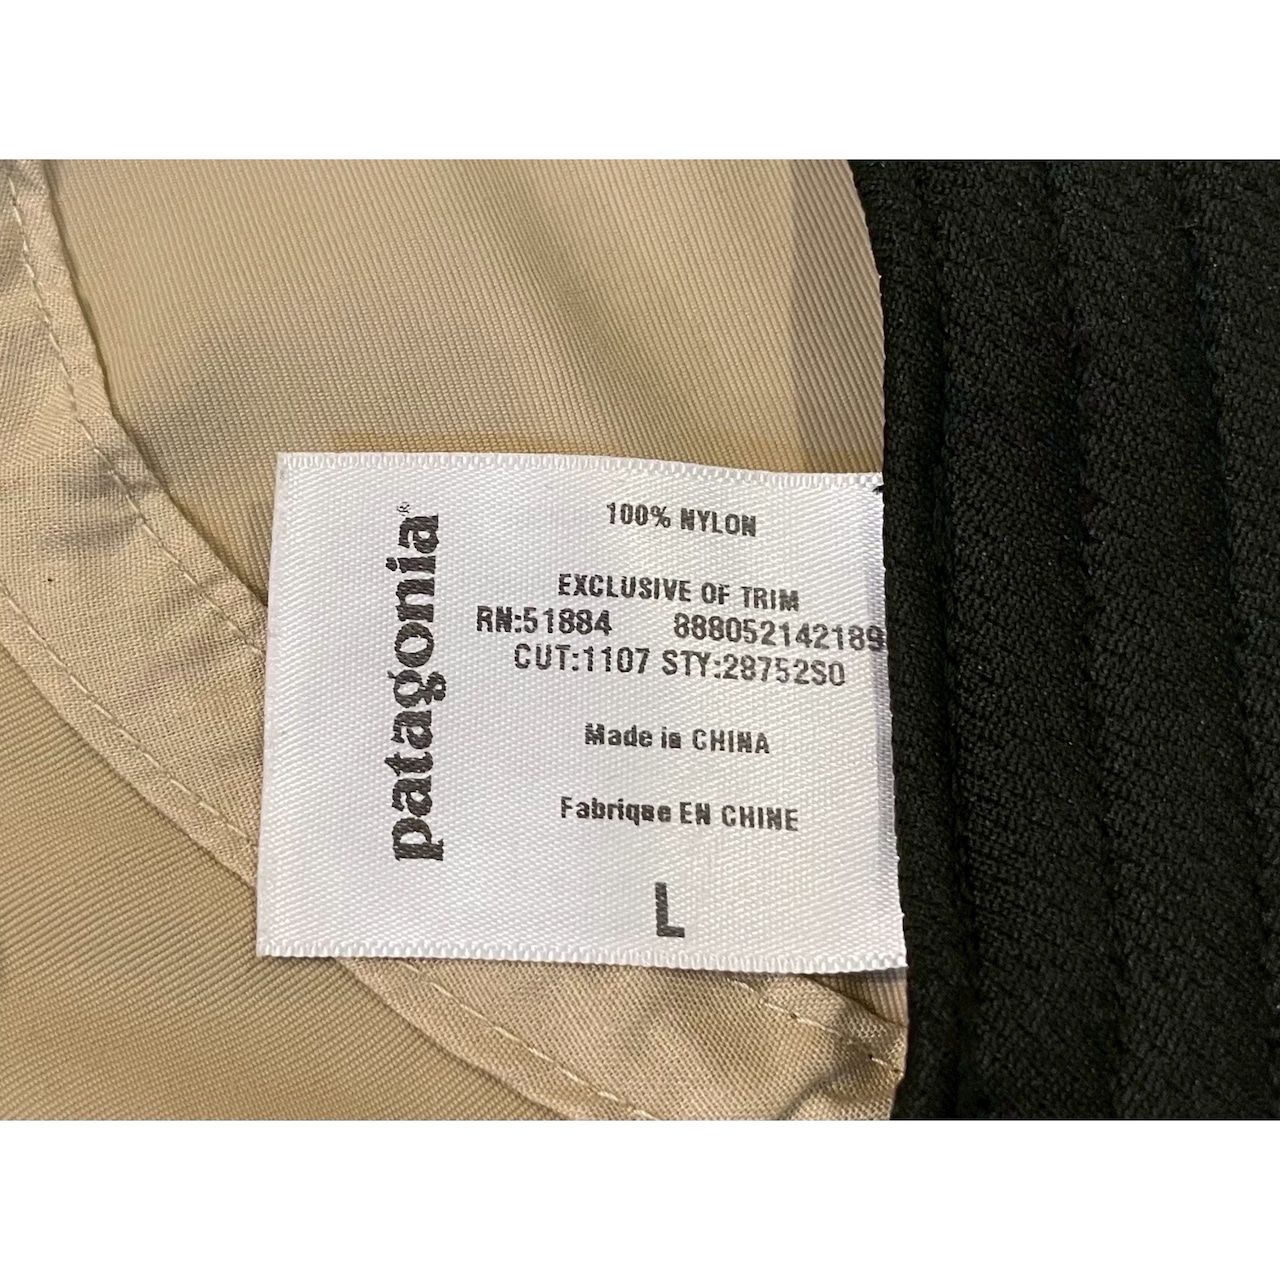 patagonia®
100% NYLON
EXCLUSIVE OF TRIM
RN:51884 888052142189
CUT:1107 STY:28752S0
Made in CHINA
Fabrique EN CHINE
L